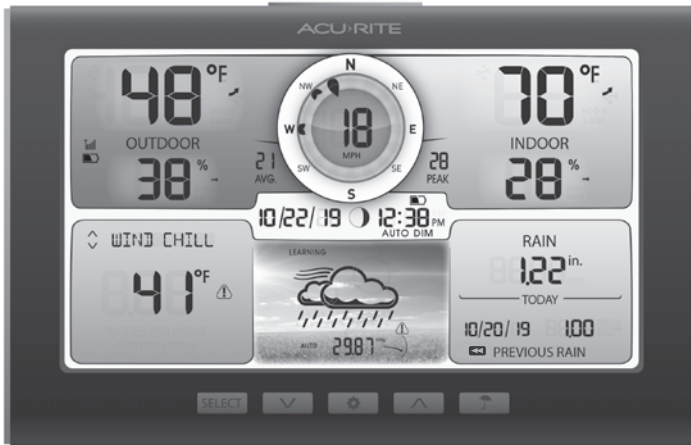 ACU›RITE
48 °F
OUTDOOR
38 %
N
NW NE
W E
SW SE
S
18
MPH
21
AVG.
28
PEAK
70 °F
INDOOR
28 %
10/22/19 12:38 PM
AUTO DIM
WIND CHILL
41 °F
LEARNING
AUTO 29.87
RAIN
1.22 in.
TODAY
10/20/19 1.00
PREVIOUS RAIN
SELECT